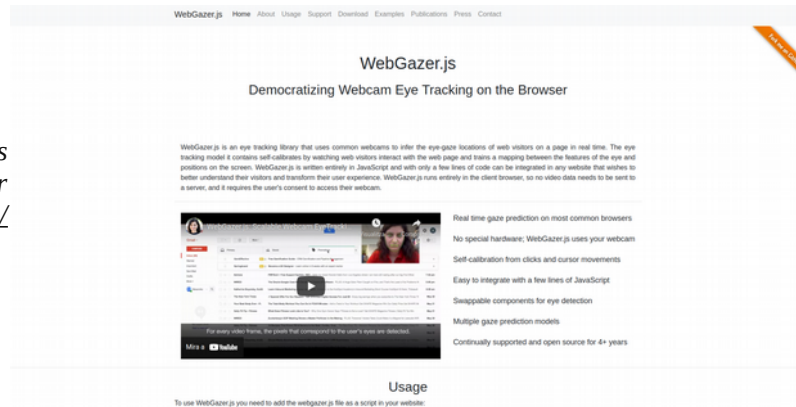 WebGazer.js Home About Usage Support Download Examples Publications Press Contact
WebGazer.js
Democratizing Webcam Eye Tracking on the Browser
s
r
/
WebGazer.js is an eye tracking library that uses common webcams to infer the eye-gaze locations of web visitors on a page in real time. The eye
tracking model it contains self-calibrates by watching web visitors interact with the web page and trains a mapping between the features of the eye and
positions on the screen. WebGazer.js is written entirely in JavaScript and with only a few lines of code can be integrated in any website that wishes to
better understand their visitors and transform their user experience. WebGazer.js runs entirely in the client browser, so no video data needs to be sent to
a server, and it requires the user's consent to access their webcam.
For every video frame, the pixels that correspond to the user's eyes are detected.
Mira a YouTube
Real time gaze prediction on most common browsers
No special hardware; WebGazer.js uses your webcam
Self-calibration from clicks and cursor movements
Easy to integrate with a few lines of JavaScript
Swappable components for eye detection
Multiple gaze prediction models
Continually supported and open source for 4+ years
Usage
To use WebGazer.js you need to add the webgazer.js file as a script in your website: